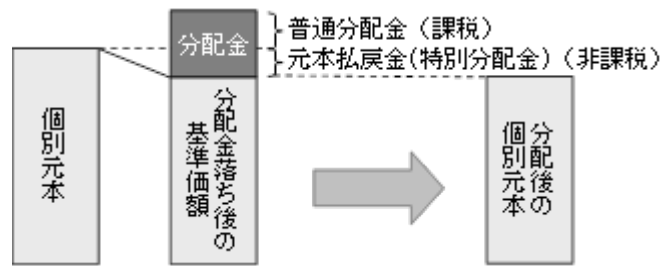 分配金
普通分配金（課税）
元本払戻金(特別分配金)（非課税）
個別元本
分配金落ち後の
基準価額
分配後の
個別元本